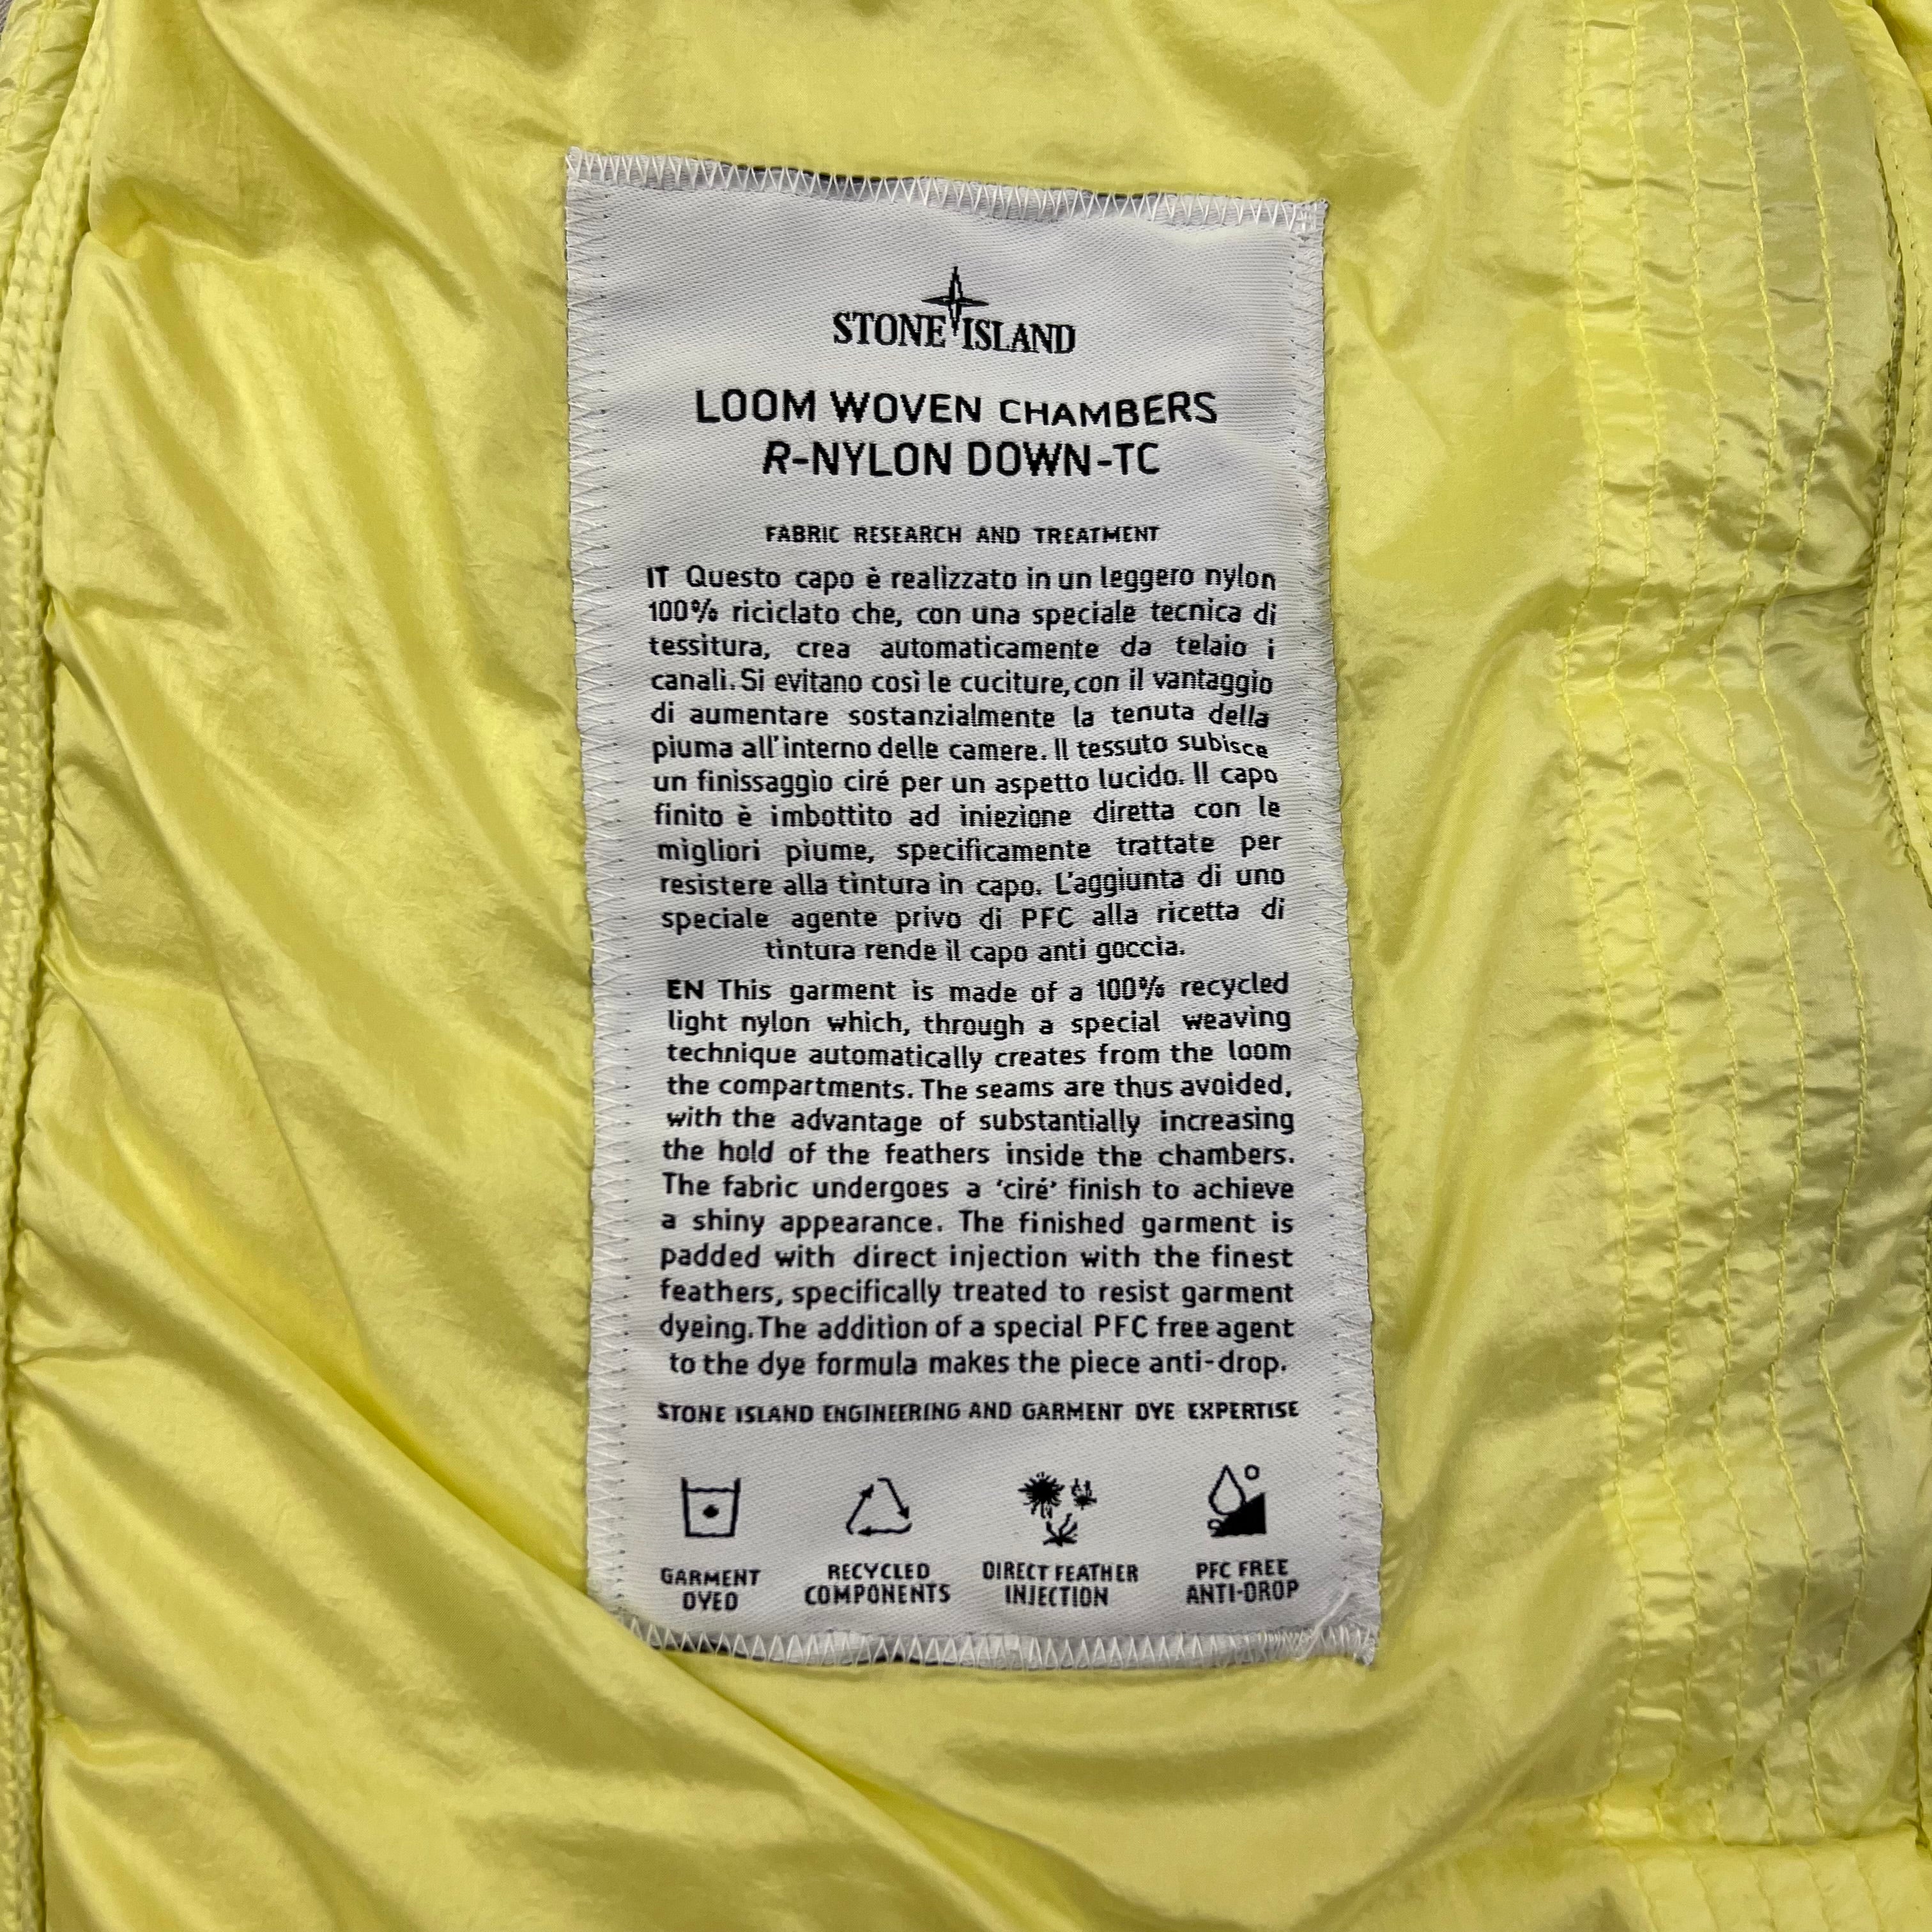 STONE ISLAND
LOOM WOVEN CHAMBERS
R-NYLON DOWN-TC
FABRIC RESEARCH AND TREATMENT
IT Questo capo è realizzato in un leggero nylon
100% riciclato che, con una speciale tecnica di
tessitura, crea automaticamente da telaio i
canali. Si evitano così le cuciture, con il vantaggio
di aumentare sostanzialmente la tenuta della
piuma all'interno delle camere. Il tessuto subisce
un finissaggio ciré per un aspetto lucido. Il capo
finito è imbottito ad iniezione diretta con le
migliori piume, specificamente trattate per
resistere alla tintura in capo. L'aggiunta di uno
speciale agente privo di PFC alla ricetta di
tintura rende il capo anti goccia.
EN This garment is made of a 100% recycled
light nylon which, through a special weaving
technique automatically creates from the loom
the compartments. The seams are thus avoided,
with the advantage of substantially increasing
the hold of the feathers inside the chambers.
The fabric undergoes a 'ciré' finish to achieve
a shiny appearance. The finished garment is
padded with direct injection with the finest
feathers, specifically treated to resist garment
dyeing. The addition of a special PFC free agent
to the dye formula makes the piece anti-drop.
STONE ISLAND ENGINEERING AND GARMENT DYE EXPERTISE
GARMENT
DYED
RECYCLED
COMPONENTS
DIRECT FEATHER
INJECTION
PFC FREE
ANTI-DROP